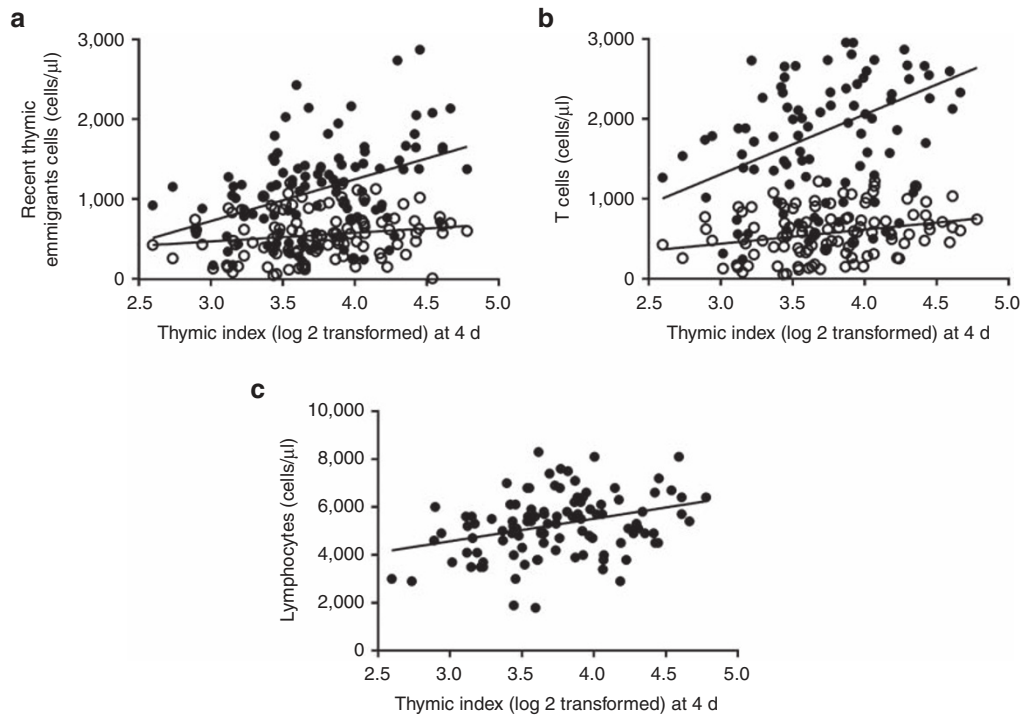 a
Recent thymic
emmigrants cells (cells/µl)
3,000
2,000
1,000
0
2.5 3.0 3.5 4.0 4.5 5.0
Thymic index (log 2 transformed) at 4 d
b
T cells (cells/µl)
3,000
2,000
1,000
0
2.5 3.0 3.5 4.0 4.5 5.0
Thymic index (log 2 transformed) at 4 d
c
Lymphocytes (cells/µl)
10,000
8,000
6,000
4,000
2,000
0
2.5 3.0 3.5 4.0 4.5 5.0
Thymic index (log 2 transformed) at 4 d